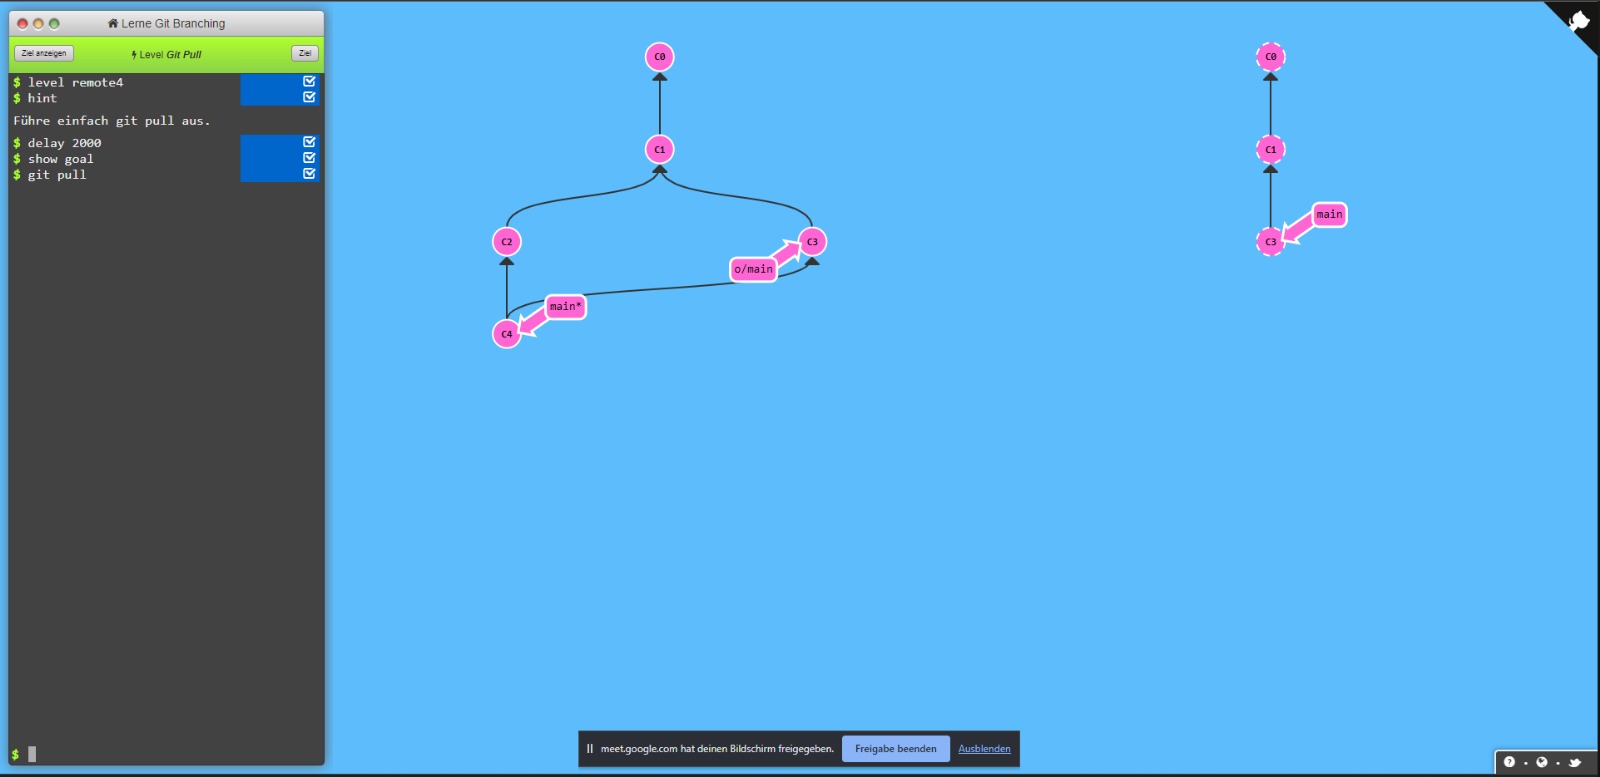 Lerne Git Branching
Ziel anzeigen
Level Git Pull
Ziel
$ level remote4
$ hint
Führe einfach git pull aus.
$ delay 2000
$ show goal
$ git pull
$
C0
C1
C2
C3
o/main
main*
C4
C0
C1
main
C3
meet.google.com hat deinen Bildschirm freigegeben.
Freigabe beenden
Ausblenden